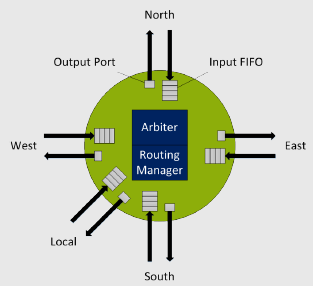 North
Output Port
Input FIFO
Arbiter
Routing
Manager
West
East
Local
South